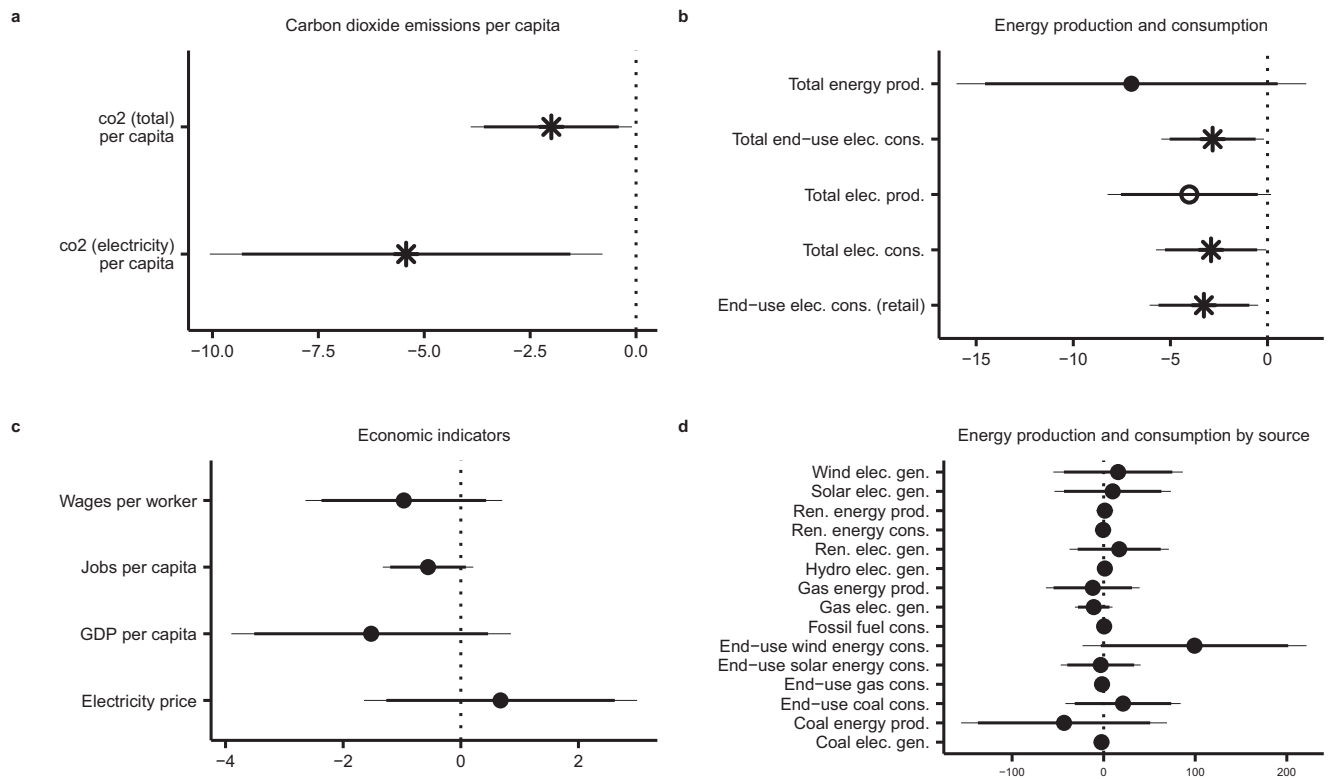 a
Carbon dioxide emissions per capita
co2 (total)
per capita
co2 (electricity)
per capita
−10.0 −7.5 −5.0 −2.5 0.0
b
Energy production and consumption
Total energy prod.
Total end−use elec. cons.
Total elec. prod.
Total elec. cons.
End−use elec. cons. (retail)
−15 −10 −5 0
c
Economic indicators
Wages per worker
Jobs per capita
GDP per capita
Electricity price
−4 −2 0 2
d
Energy production and consumption by source
Wind elec. gen.
Solar elec. gen.
Ren. energy prod.
Ren. energy cons.
Ren. elec. gen.
Hydro elec. gen.
Gas energy prod.
Gas elec. gen.
Fossil fuel cons.
End−use wind energy cons.
End−use solar energy cons.
End−use gas cons.
End−use coal cons.
Coal energy prod.
Coal elec. gen.
−100 0 100 200